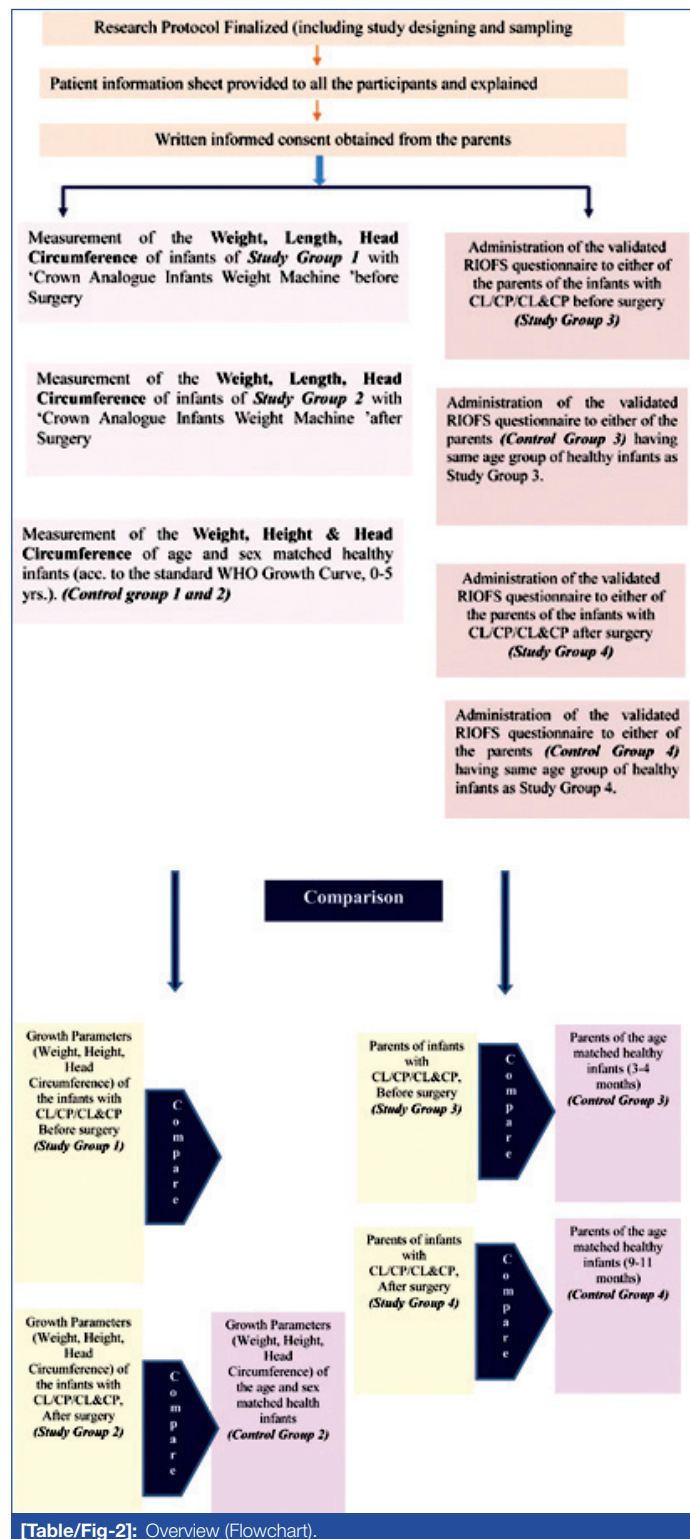 Research Protocol Finalized (including study designing and sampling
Patient information sheet provided to all the participants and explained
Written informed consent obtained from the parents
Measurement of the Weight, Length, Head
Circumference of infants of Study Group 1 with
‘Crown Analogue Infants Weight Machine ’before
Surgery
Measurement of the Weight, Length, Head
Circumference of infants of Study Group 2 with
‘Crown Analogue Infants Weight Machine ’after
Surgery
Measurement of the Weight, Height & Head
Circumference of age and sex matched healthy
infants (acc. to the standard WHO Growth Curve, 0-5
yrs.). (Control group 1 and 2)
Administration of the validated
RIOFS questionnaire to either of
the parents of the infants with
CL/CP/CL&CP before surgery
(Study Group 3)
Administration of the validated
RIOFS questionnaire to either of the
parents (Control Group 3) having
same age group of healthy infants as
Study Group 3.
Administration of the validated
RIOFS questionnaire to either of
the parents of the infants with
CL/CP/CL&CP after surgery
(Study Group 4)
Administration of the validated
RIOFS questionnaire to either of
the parents (Control Group 4)
having same age group of healthy
infants as Study Group 4.
Comparison
Growth Parameters
(Weight, Height,
Head
Circumference) of
the infants with
CL/CP/CL&CP
Before surgery
(Study Group 1)
Compare
Parents of infants
with
CL/CP/CL&CP,
Before surgery
(Study Group 3)
Compare
Parents of the age
matched healthy
infants (3-4
months)
(Control Group 3)
Growth Parameters
(Weight, Height,
Head
Circumference) of
the infants with
CL/CP/CL&CP,
After surgery
(Study Group 2)
Compare
Growth Parameters
(Weight, Height,
Head
Circumference) of
the age and sex
matched health
infants
(Control Group 2)
Parents of infants
with
CL/CP/CL&CP,
After surgery
(Study Group 4)
Compare
Parents of the age
matched healthy
infants (9-11
months)
(Control Group 4)
[Table/Fig-2]: Overview (Flowchart).